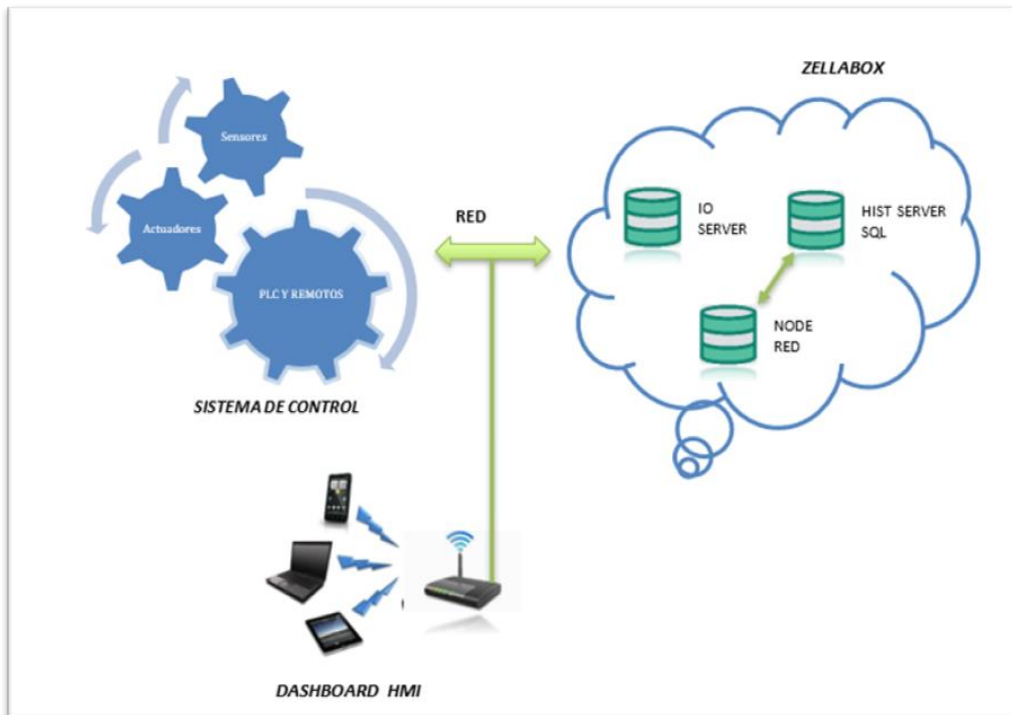 ZELLABOX
Sensores
Actuadores
PLC Y REMOTOS
SISTEMA DE CONTROL
RED
IO
SERVER
HIST SERVER
SQL
NODE
RED
DASHBOARD HMI